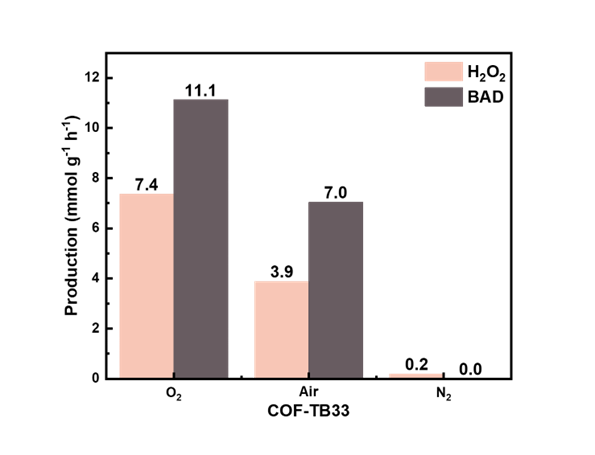 H₂O₂
BAD
Production (mmol g⁻¹ h⁻¹)
12
10
8
6
4
2
0
7.4
11.1
3.9
7.0
0.2
0.0
O₂
Air
N₂
COF-TB33